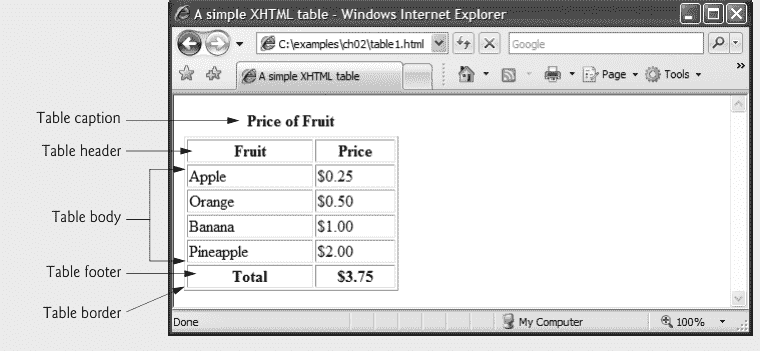 A simple XHTML table - Windows Internet Explorer
C:\examples\ch02\table1.html
Google
A simple XHTML table
Page
Tools
»
Table caption
Price of Fruit
Table header
Fruit Price
Apple $0.25
Orange $0.50
Table body
Banana $1.00
Pineapple $2.00
Table footer
Total $3.75
Table border
Done
My Computer
100%